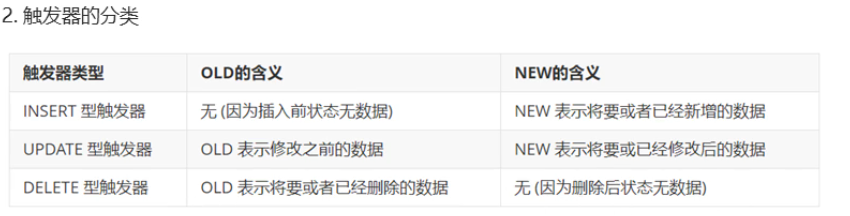 2. 触发器的分类
触发器类型 OLD的含义 NEW的含义
INSERT 型触发器 无 (因为插入前状态无数据) NEW 表示将要或者已经新增的数据
UPDATE 型触发器 OLD 表示修改之前的数据 NEW 表示将要或已经修改后的数据
DELETE 型触发器 OLD 表示将要或者已经删除的数据 无 (因为删除后状态无数据)